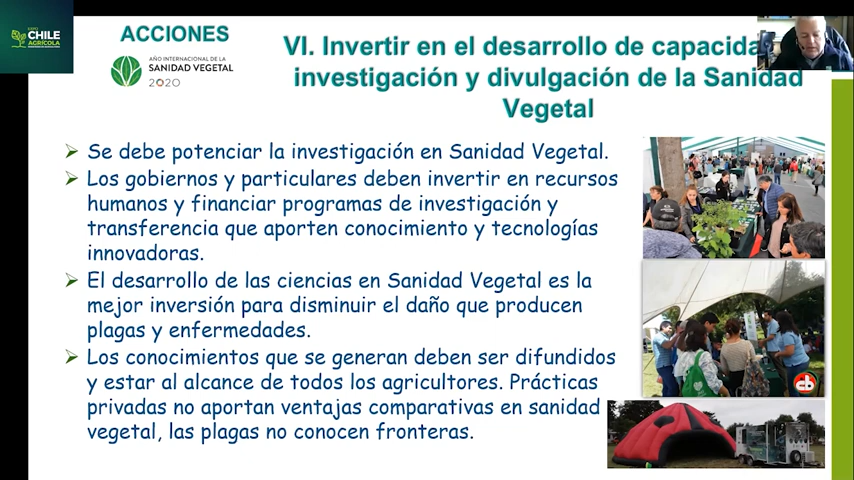 CHILE
AGRÍCOLA
ACCIONES
AÑO INTERNACIONAL DE LA
SANIDAD VEGETAL
2020
VI. Invertir en el desarrollo de
investigación y divulgación de la Sanidad
Vegetal
Se debe potenciar la investigación en Sanidad Vegetal.
Los gobiernos y particulares deben invertir en recursos
humanos y financiar programas de investigación y
transferencia que aporten conocimiento y tecnologías
innovadoras.
El desarrollo de las ciencias en Sanidad Vegetal es la
mejor inversión para disminuir el daño que producen
plagas y enfermedades.
Los conocimientos que se generan deben ser difundidos
y estar al alcance de todos los agricultores. Prácticas
privadas no aportan ventajas comparativas en sanidad
vegetal, las plagas no conocen fronteras.